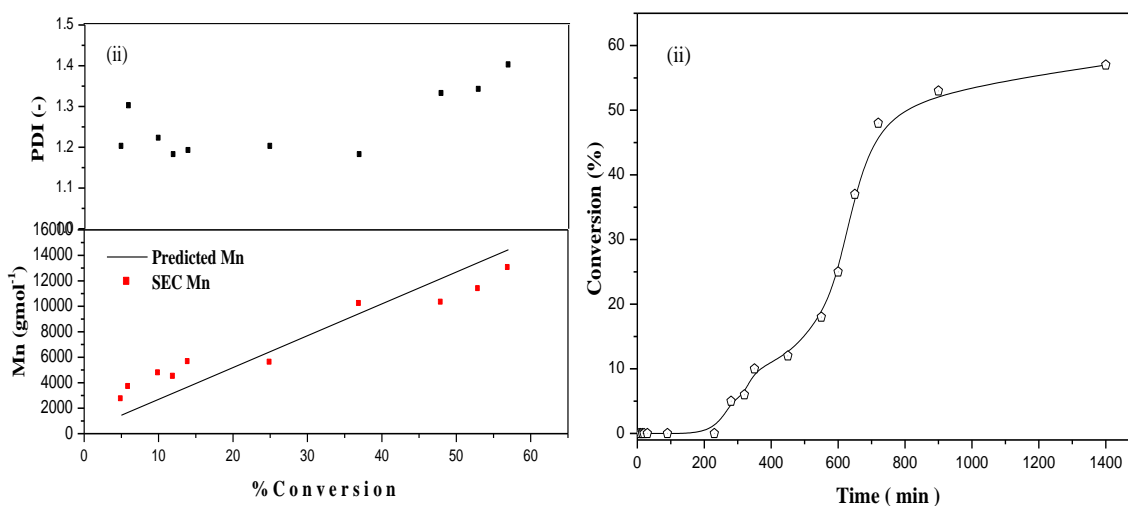 (ii)
PDI (-)
1.5
1.4
1.3
1.2
1.1
1.0
16000
14000
12000
10000
8000
6000
4000
2000
0
Mn (gmol-1)
Predicted Mn
SEC Mn
0 10 20 30 40 50 60
%Conversion
(ii)
Conversion (%)
60
50
40
30
20
10
0
0 200 400 600 800 1000 1200 1400
Time ( min )